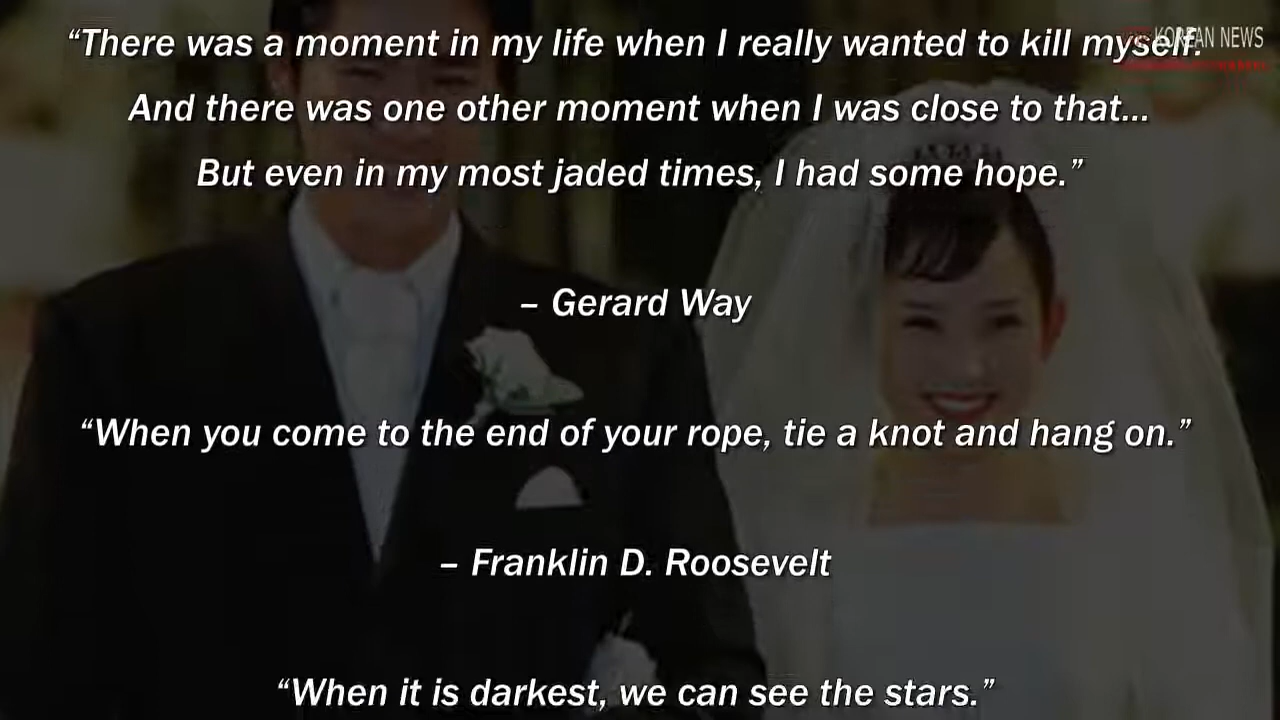 “There was a moment in my life when I really wanted to kill myself.
KOREAN NEWS
And there was one other moment when I was close to that...
But even in my most jaded times, I had some hope.”
– Gerard Way
“When you come to the end of your rope, tie a knot and hang on.”
– Franklin D. Roosevelt
“When it is darkest, we can see the stars.”